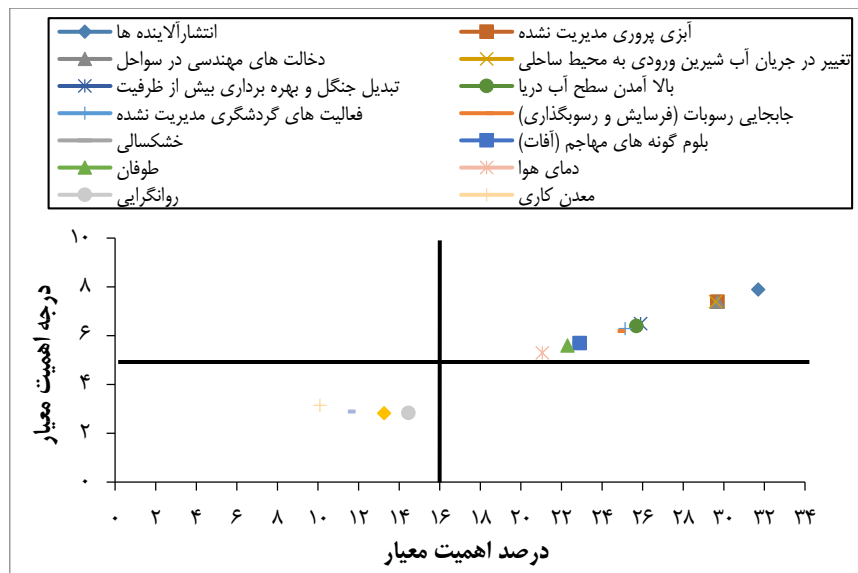 انتشارآلاینده ها
آبزی پروری مدیریت نشده
دخالت های مهندسی در سواحل
تغییر در جریان آب شیرین ورودی به محیط ساحلی
تبدیل جنگل و بهره برداری بیش از ظرفیت
بالا آمدن سطح آب دریا
فعالیت های گردشگری مدیریت نشده
جابجایی رسوبات (فرسایش و رسوبگذاری)
خشکسالی
بلوم گونه های مهاجم (آفات)
طوفان
دمای هوا
روانگرایی
معدن کاری
درجه اهمیت معیار
۱۰
۸
۶
۴
۲
۰
۰ ۲ ۴ ۶ ۸ ۱۰ ۱۲ ۱۴ ۱۶ ۱۸ ۲۰ ۲۲ ۲۴ ۲۶ ۲۸ ۳۰ ۳۲ ۳۴
درصد اهمیت معیار